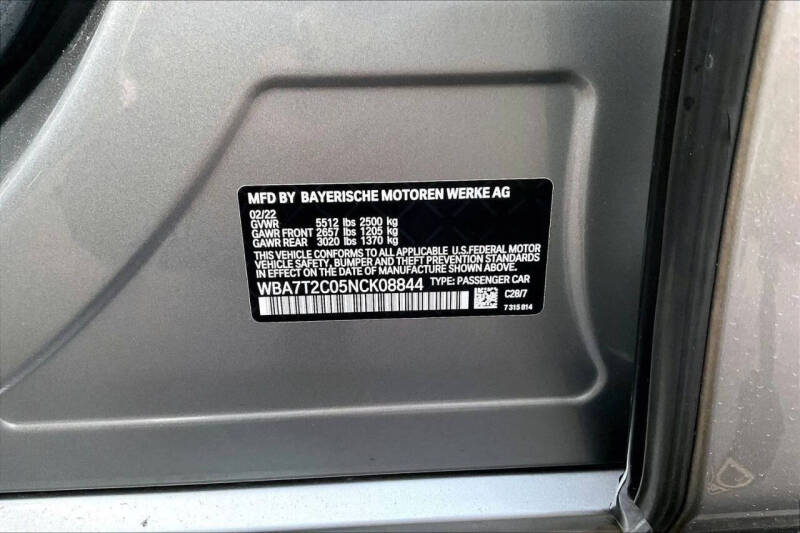 MFD BY BAYERISCHE MOTOREN WERKE AG
02/22
GVWR 5512 lbs 2500 kg
GAWR FRONT 2657 lbs 1205 kg
GAWR REAR 3020 lbs 1370 kg
THIS VEHICLE CONFORMS TO ALL APPLICABLE U.S.FEDERAL MOTOR
VEHICLE SAFETY, BUMPER AND THEFT PREVENTION STANDARDS
IN EFFECT ON THE DATE OF MANUFACTURE SHOWN ABOVE.
WBA7T2C05NCK08844 TYPE: PASSENGER CAR
C28/7
7 315 814